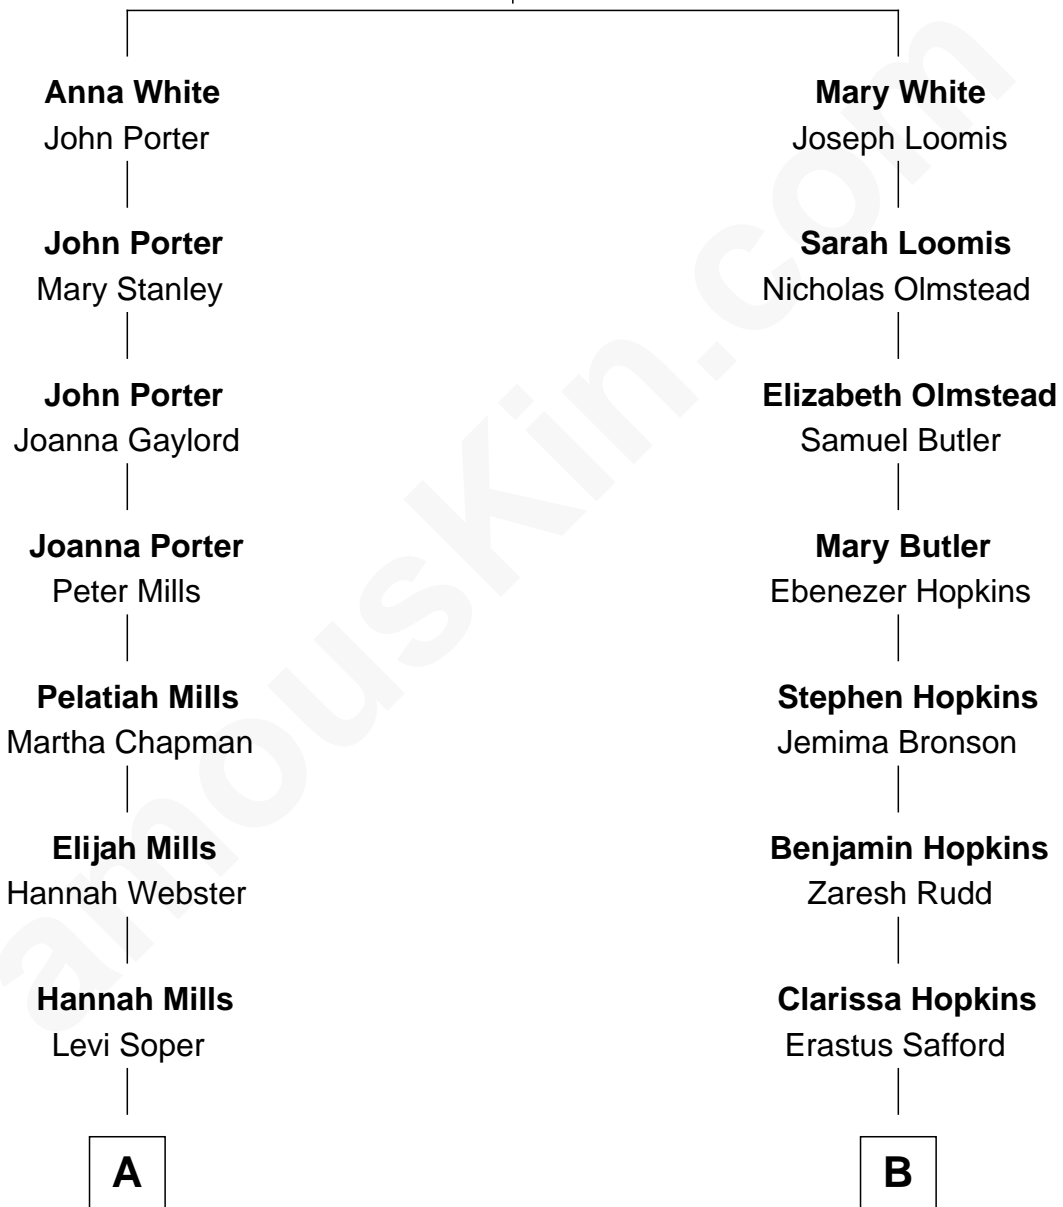 Anna White
John Porter
John Porter
Mary Stanley
John Porter
Joanna Gaylord
Joanna Porter
Peter Mills
Pelatiah Mills
Martha Chapman
Elijah Mills
Hannah Webster
Hannah Mills
Levi Soper
A
Mary White
Joseph Loomis
Sarah Loomis
Nicholas Olmstead
Elizabeth Olmstead
Samuel Butler
Mary Butler
Ebenezer Hopkins
Stephen Hopkins
Jemima Bronson
Benjamin Hopkins
Zaresh Rudd
Clarissa Hopkins
Erastus Safford
B
amouskin.com